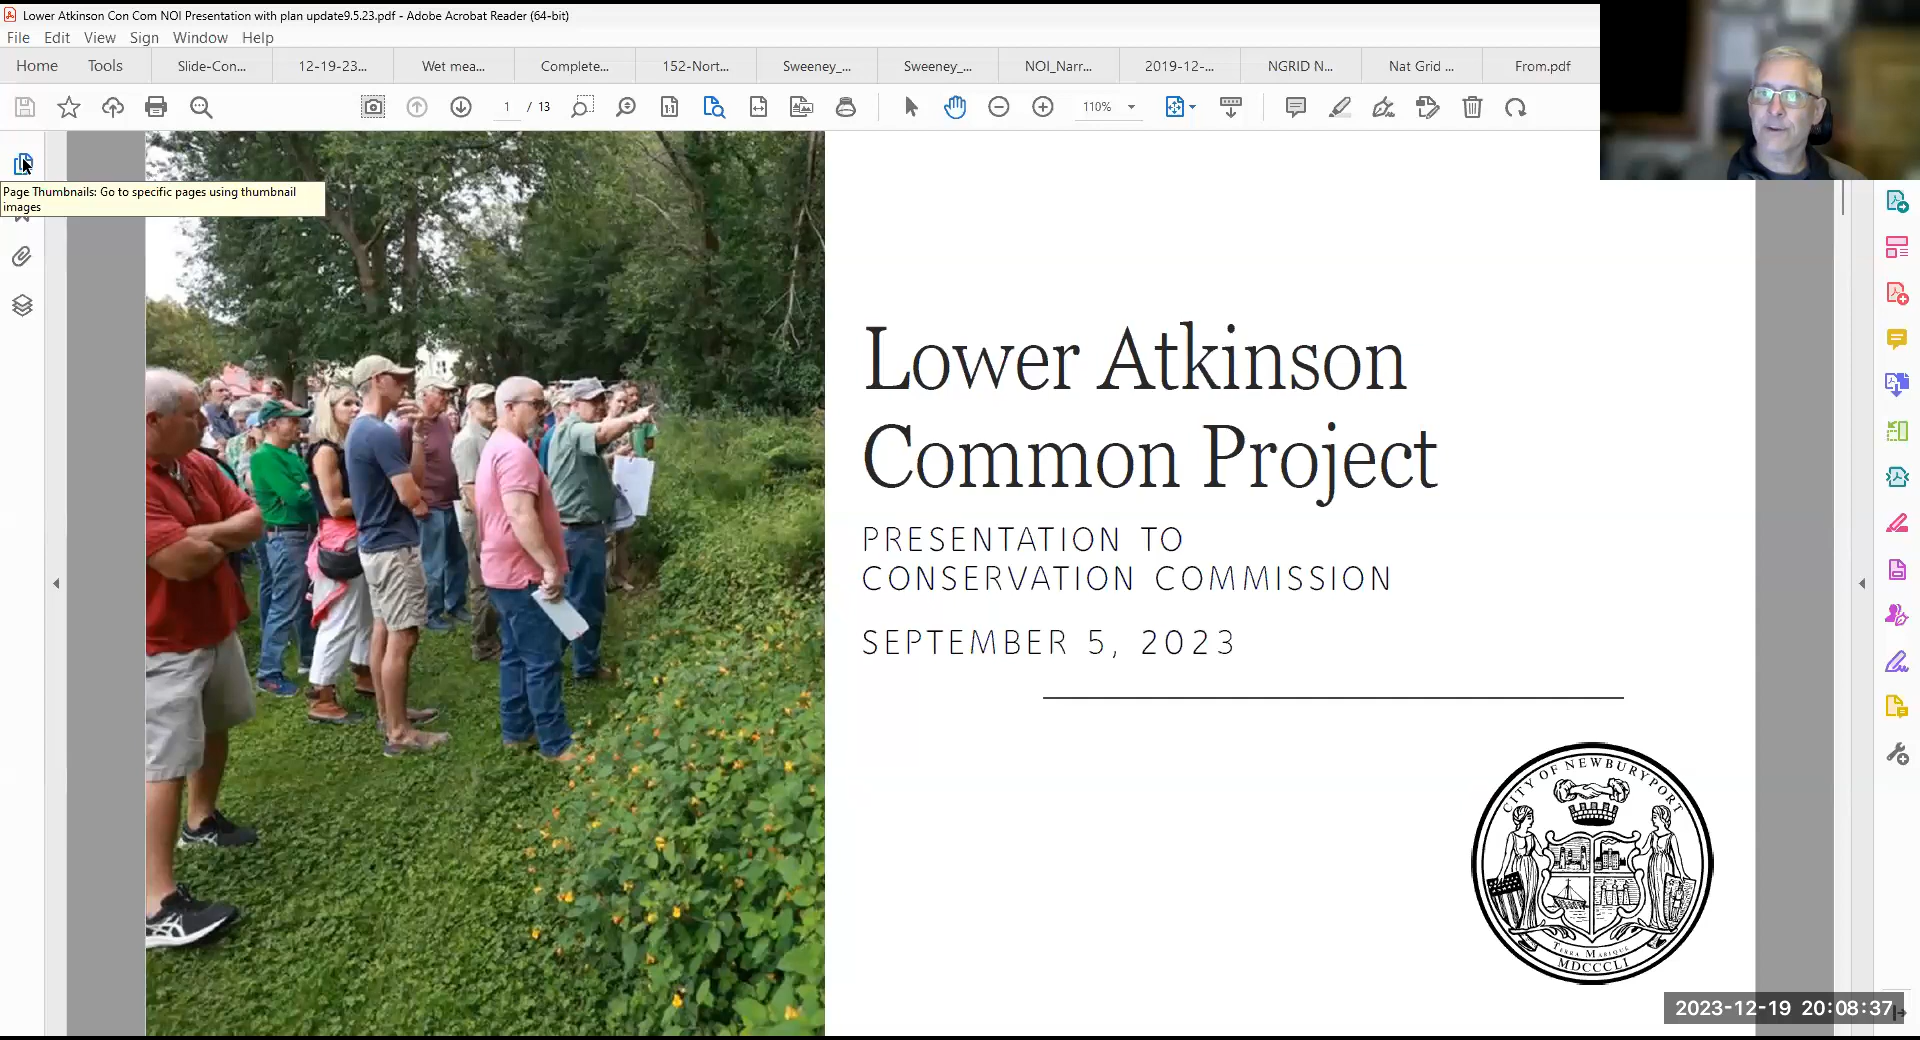 Lower Atkinson Con Com NOI Presentation with plan update9.5.23.pdf - Adobe Acrobat Reader (64-bit)
File Edit View Sign Window Help
Home Tools Slide-Con... 12-19-23... Wet mea... Complete... 152-Nort... Sweeney_... Sweeney_... NOI_Narr... 2019-12-... NGRID N... Nat Grid ... From.pdf
1 / 13 110%
Page Thumbnails: Go to specific pages using thumbnail
images
Lower Atkinson
Common Project
PRESENTATION TO
CONSERVATION COMMISSION
SEPTEMBER 5, 2023
CITY OF NEWBURYPORT
TERRA MARIQUE
MDCCCLI
2023-12-19 20:08:37